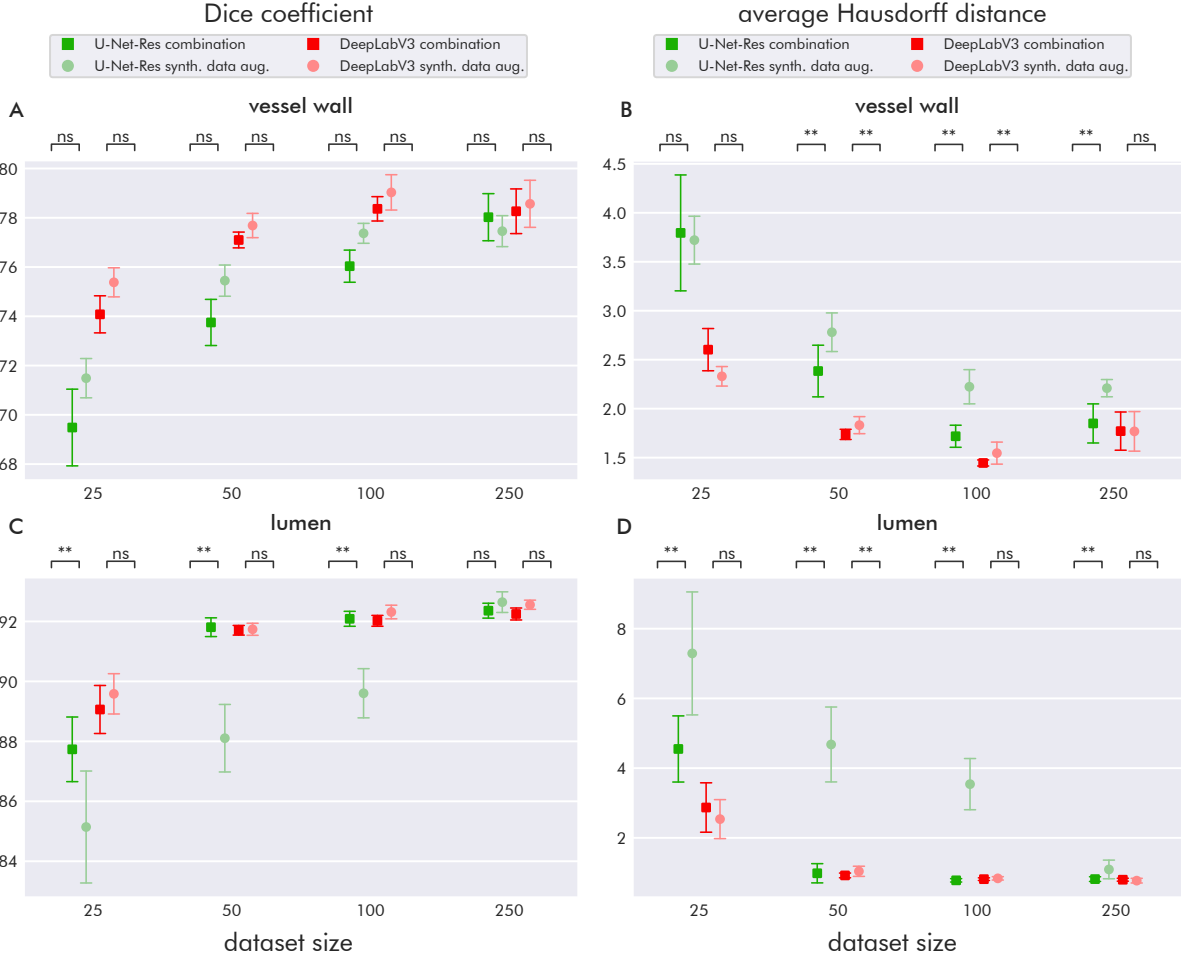 Dice coefficient
average Hausdorff distance
U-Net-Res combination
DeepLabV3 combination
U-Net-Res synth. data aug.
DeepLabV3 synth. data aug.
U-Net-Res combination
DeepLabV3 combination
U-Net-Res synth. data aug.
DeepLabV3 synth. data aug.
A
vessel wall
ns ns ns ns ns ns ns ns
80
78
76
74
72
70
68
25 50 100 250
B
vessel wall
ns ns ** ** ** ** ** ns
4.5
4.0
3.5
3.0
2.5
2.0
1.5
25 50 100 250
C
lumen
** ns ** ns ** ns ns ns
92
90
88
86
84
25 50 100 250
dataset size
D
lumen
** ns ** ** ** ns ** ns
8
6
4
2
25 50 100 250
dataset size